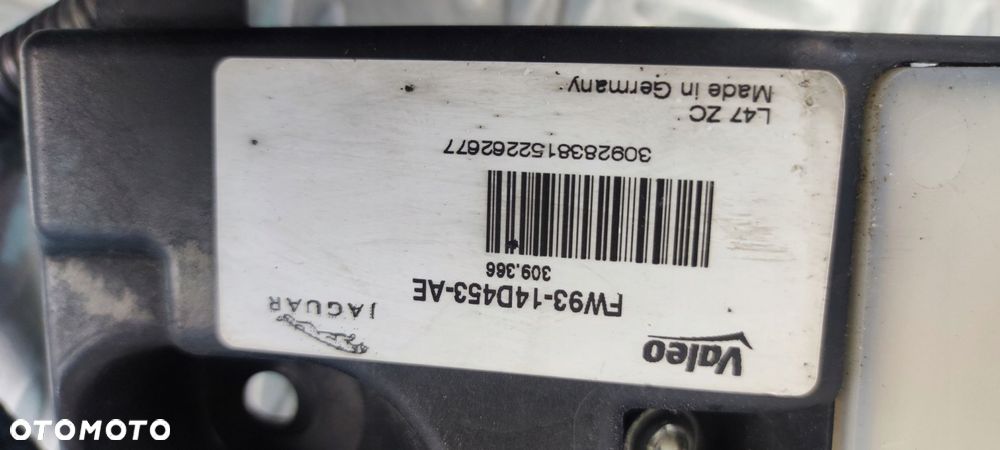 Valeo
JAGUAR
FW93-14D453-AE
309.366
3092838152262677
L47 ZC
Made in Germany
OTOMOTO